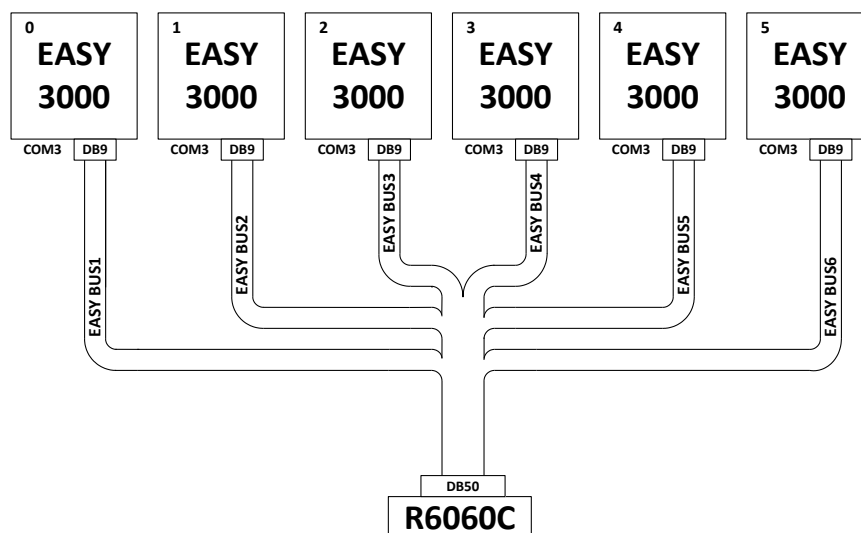 0
EASY
3000
COM3 DB9
1
EASY
3000
COM3 DB9
2
EASY
3000
COM3 DB9
3
EASY
3000
COM3 DB9
4
EASY
3000
COM3 DB9
5
EASY
3000
COM3 DB9
EASY BUS1
EASY BUS2
EASY BUS3
EASY BUS4
EASY BUS5
EASY BUS6
DB50
R6060C